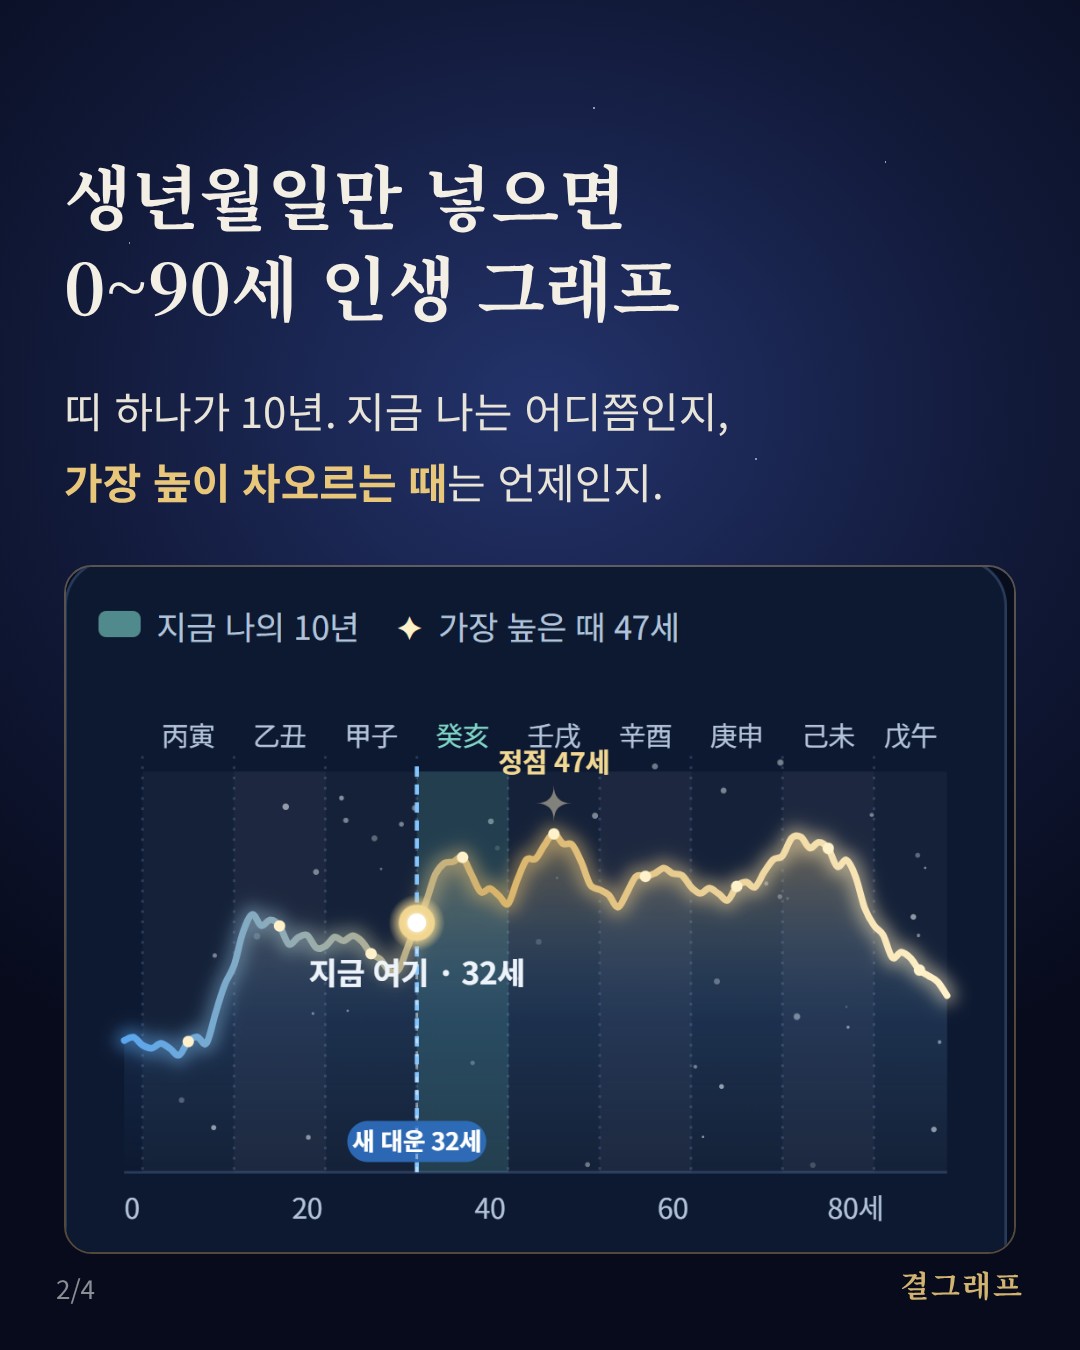 생년월일만 넣으면
0~90세 인생 그래프
띠 하나가 10년. 지금 나는 어디쯤인지,
가장 높이 차오르는 때는 언제인지.
지금 나의 10년 ✦ 가장 높은 때 47세
丙寅 乙丑 甲子 癸亥 壬戌 辛酉 庚申 己未 戊午
정점 47세
지금 여기 · 32세
새 대운 32세
0 20 40 60 80세
2/4
결그래프